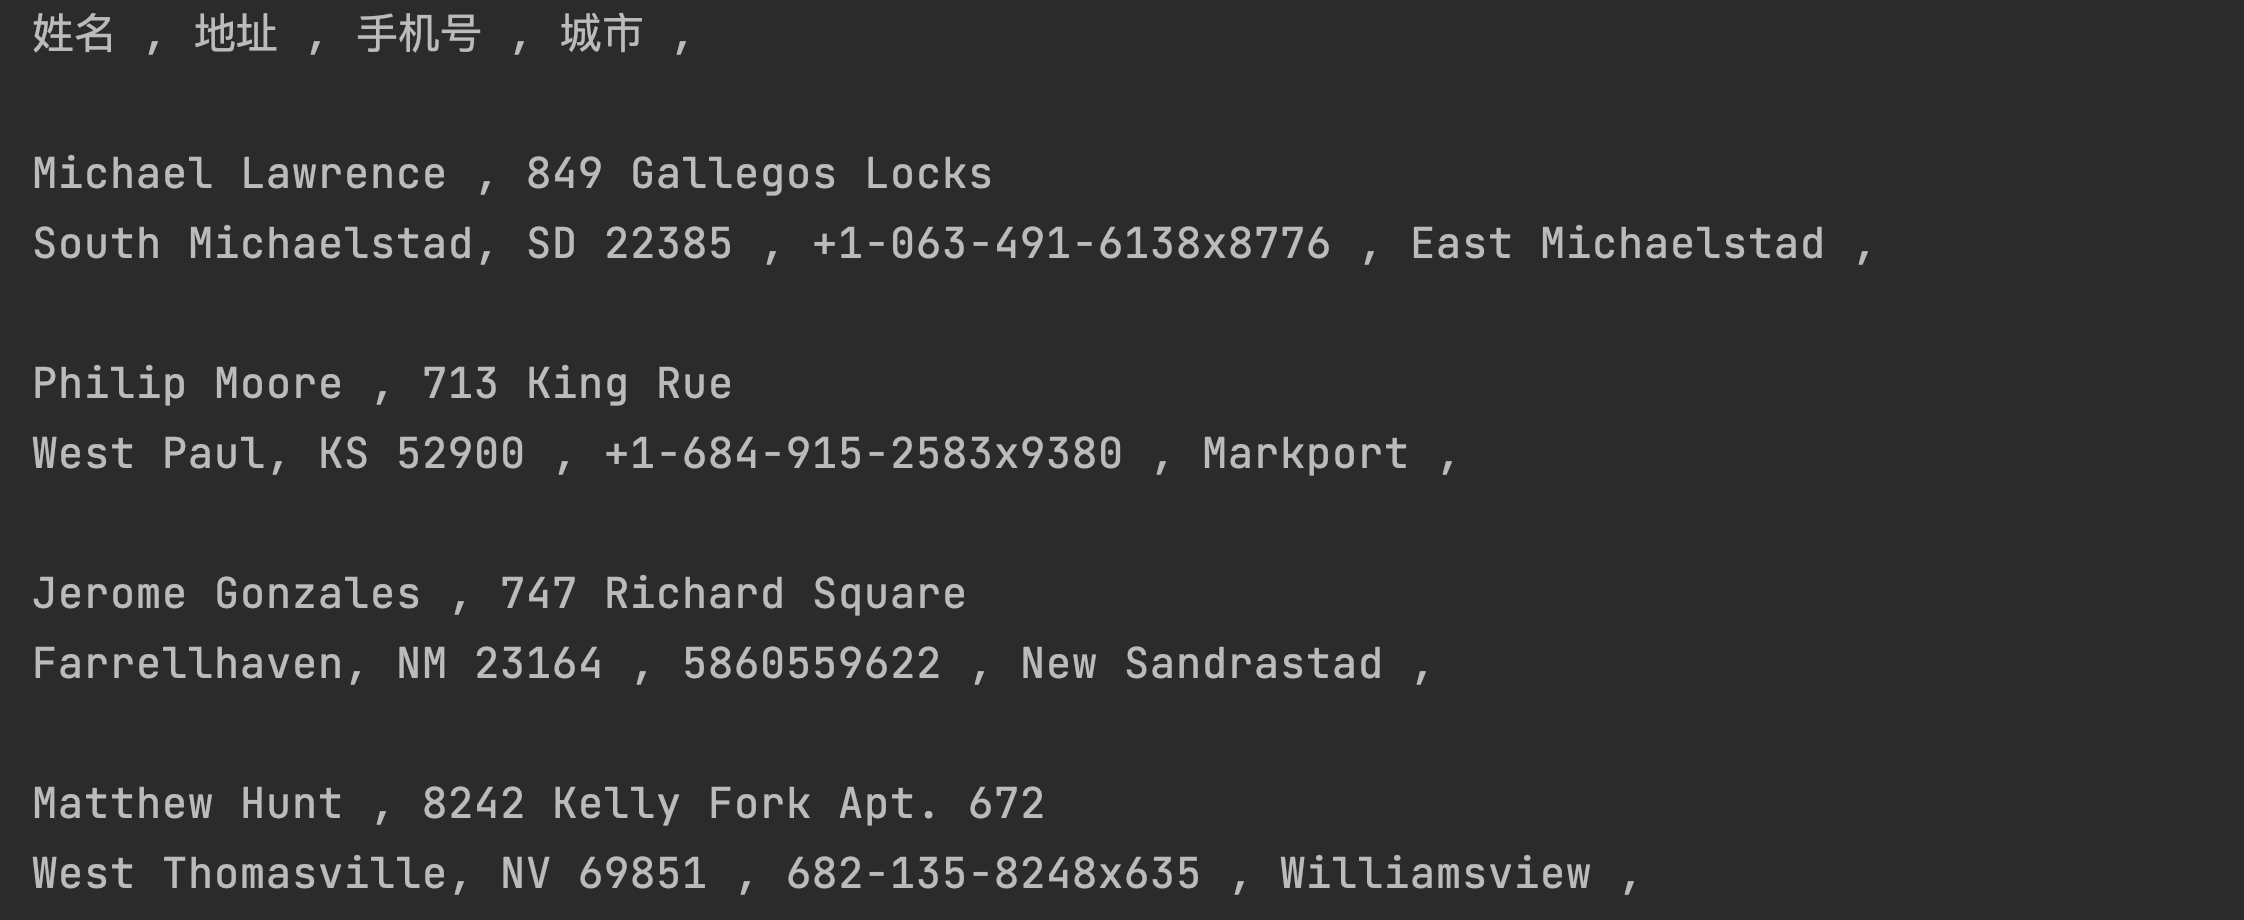 姓名 , 地址 , 手机号 , 城市 ,
Michael Lawrence , 849 Gallegos Locks
South Michaelstad, SD 22385 , +1-063-491-6138x8776 , East Michaelstad ,
Philip Moore , 713 King Rue
West Paul, KS 52900 , +1-684-915-2583x9380 , Markport ,
Jerome Gonzales , 747 Richard Square
Farrellhaven, NM 23164 , 5860559622 , New Sandrastad ,
Matthew Hunt , 8242 Kelly Fork Apt. 672
West Thomasville, NV 69851 , 682-135-8248x635 , Williamsview ,